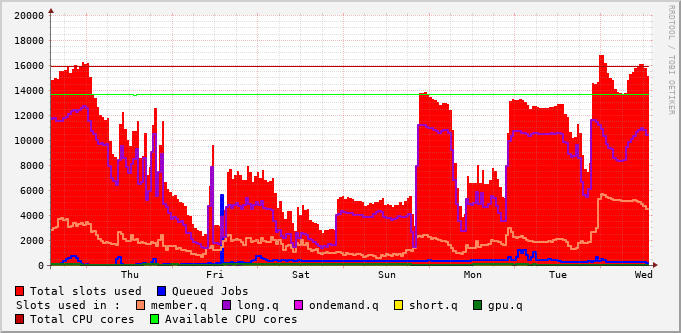 RRDTOOL / TOBI OETIKER
20000
18000
16000
14000
12000
10000
8000
6000
4000
2000
0
Thu Fri Sat Sun Mon Tue Wed
Total slots used Queued Jobs
Slots used in : member.q long.q ondemand.q short.q gpu.q
Total CPU cores Available CPU cores